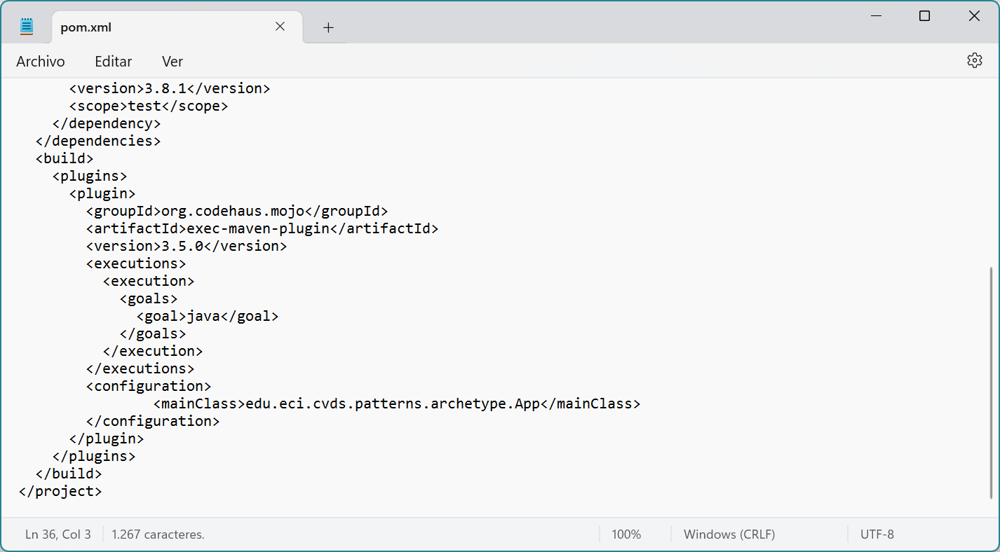 pom.xml
Archivo Editar Ver
<version>3.8.1</version>
<scope>test</scope>
</dependency>
</dependencies>
<build>
<plugins>
<plugin>
<groupId>org.codehaus.mojo</groupId>
<artifactId>exec-maven-plugin</artifactId>
<version>3.5.0</version>
<executions>
<execution>
<goals>
<goal>java</goal>
</goals>
</execution>
</executions>
<configuration>
<mainClass>edu.eci.cvds.patterns.archetype.App</mainClass>
</configuration>
</plugin>
</plugins>
</build>
</project>
Ln 36, Col 3 1.267 caracteres. 100% Windows (CRLF) UTF-8